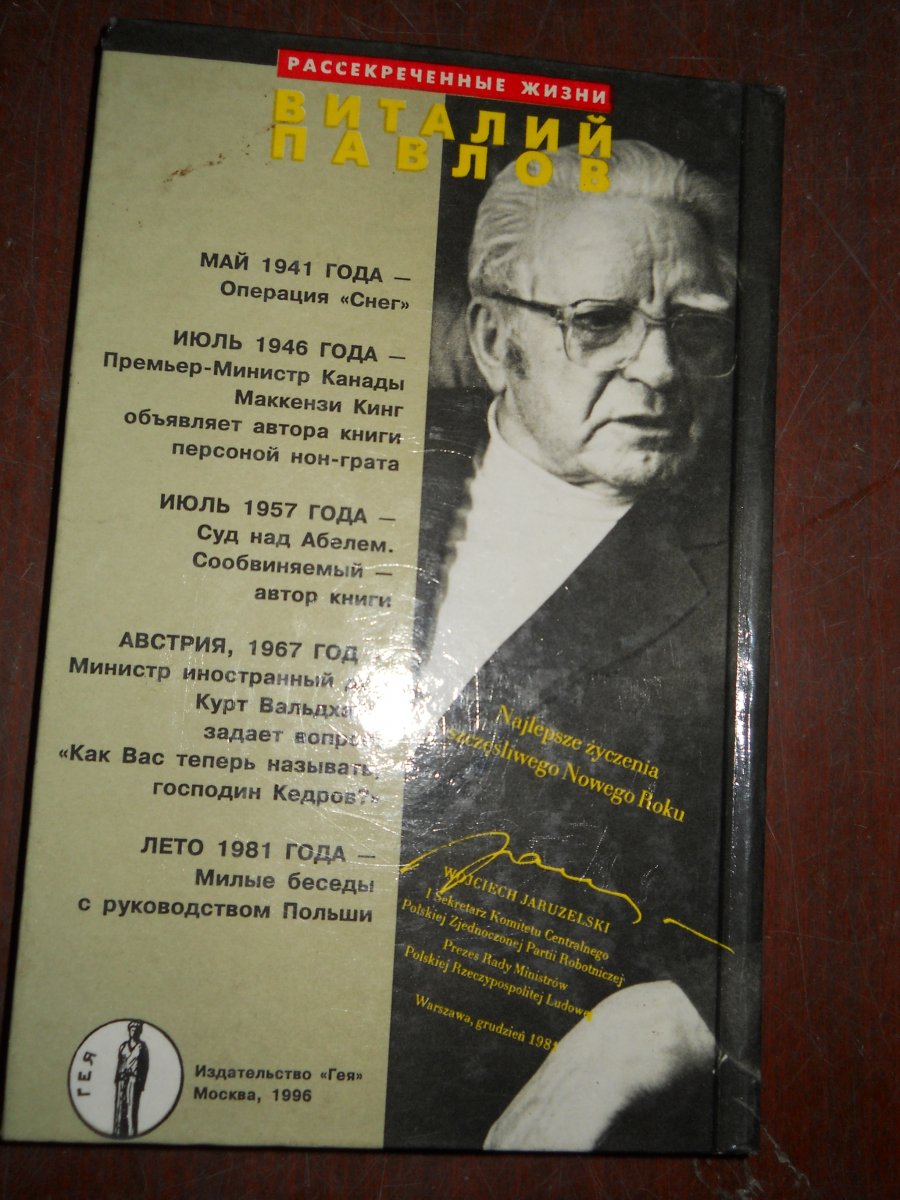 РАССЕКРЕЧЕННЫЕ ЖИЗНИ
ВИТАЛИЙ
ПАВЛОВ
МАЙ 1941 ГОДА —
Операция «Снег»
ИЮЛЬ 1946 ГОДА —
Премьер-Министр Канады
Маккензи Кинг
объявляет автора книги
персоной нон-грата
ИЮЛЬ 1957 ГОДА —
Суд над Абелем.
Сообвиняемый —
автор книги
АВСТРИЯ, 1967 ГОД
Министр иностранный
Курт
задает
«Как Вас теперь называть,
господин Кедров?»
ЛЕТО 1981 ГОДА —
Милые беседы
с руководством Польши
Najlepsze życzenia
szczęśliwego Nowego Roku
WOJCIECH JARUZELSKI
I Sekretarz Komitetu Centralnego
Polskiej Zjednoczonej Partii Robotniczej
Prezes Rady Ministrów
Polskiej Rzeczypospolitej Ludowej
Warszawa, grudzień
ГЕЯ
Издательство «Гея»
Москва, 1996